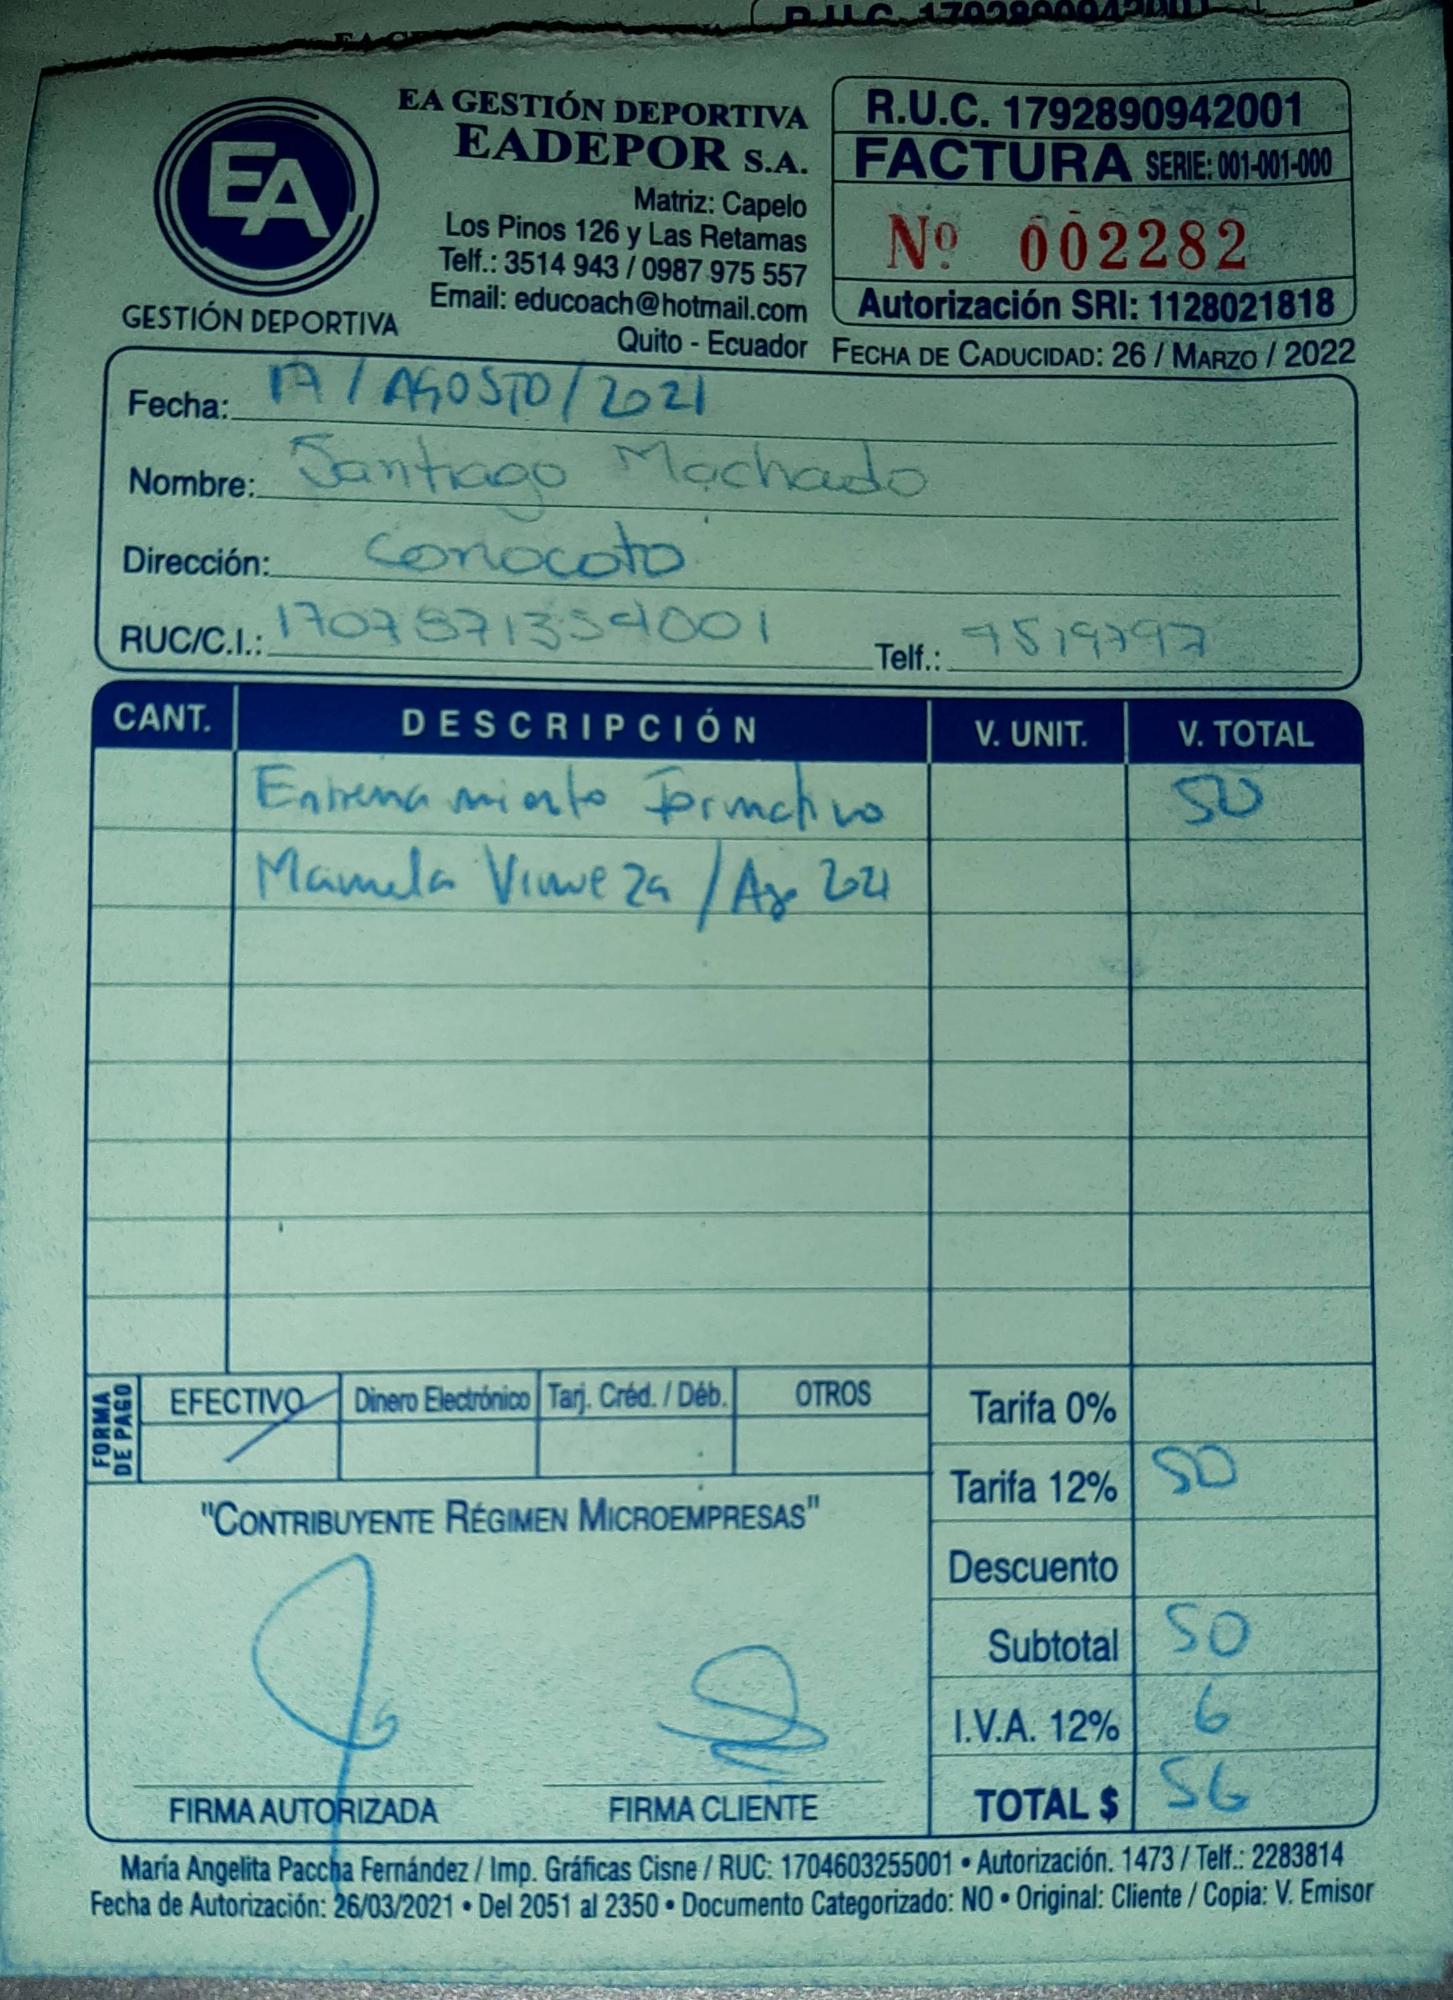 R.U.C. 1792890942001
EA
GESTIÓN DEPORTIVA
EA GESTIÓN DEPORTIVA
EADEPOR S.A.
Matriz: Capelo
Los Pinos 126 y Las Retamas
Telf.: 3514 943 / 0987 975 557
Email: educoach@hotmail.com
Quito - Ecuador
R.U.C. 1792890942001
FACTURA SERIE: 001-001-000
Nº 002282
Autorización SRI: 1128021818
FECHA DE CADUCIDAD: 26 / MARZO / 2022
Fecha: 17 / AGOSTO / 2021
Nombre: Santiago Machado
Dirección: Conocoto
RUC/C.I.: Telf.:
CANT. DESCRIPCIÓN V. UNIT. V. TOTAL
Entrenamiento Formativo 50
Manuela / Ago 2021
FORMA DE PAGO
EFECTIVO Dinero Electrónico Tarj. Créd. / Déb. OTROS
Tarifa 0%
Tarifa 12% 50
Descuento
Subtotal 50
I.V.A. 12% 6
TOTAL $ 56
"CONTRIBUYENTE RÉGIMEN MICROEMPRESAS"
FIRMA AUTORIZADA FIRMA CLIENTE
María Angelita Paccha Fernández / Imp. Gráficas Cisne / RUC: 1704603255001 • Autorización. 1473 / Telf.: 2283814
Fecha de Autorización: 26/03/2021 • Del 2051 al 2350 • Documento Categorizado: NO • Original: Cliente / Copia: V. Emisor